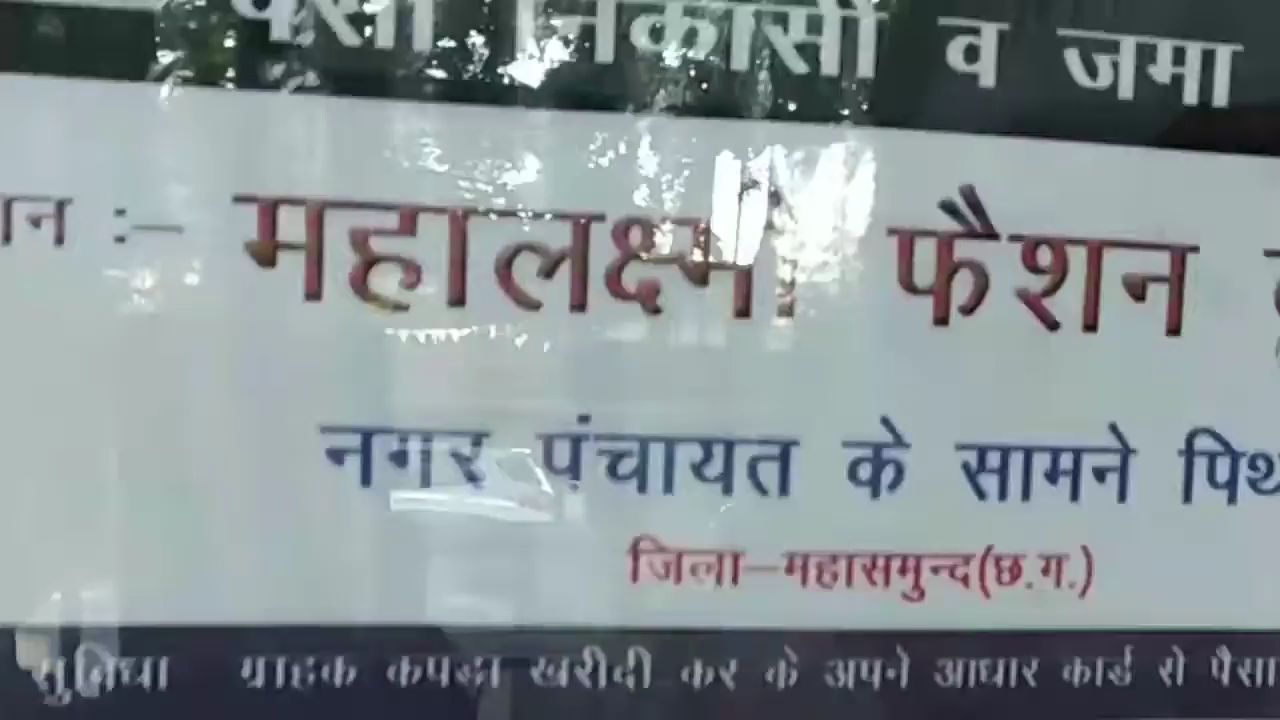 पैसा निकासी व जमा
:- महालक्ष्मी फैशन
नगर पंचायत के सामने
जिला-महासमुन्द(छ.ग.)
सुविधा ग्राहक कपडा खरीदी कर के अपने आधार कार्ड से पैसा